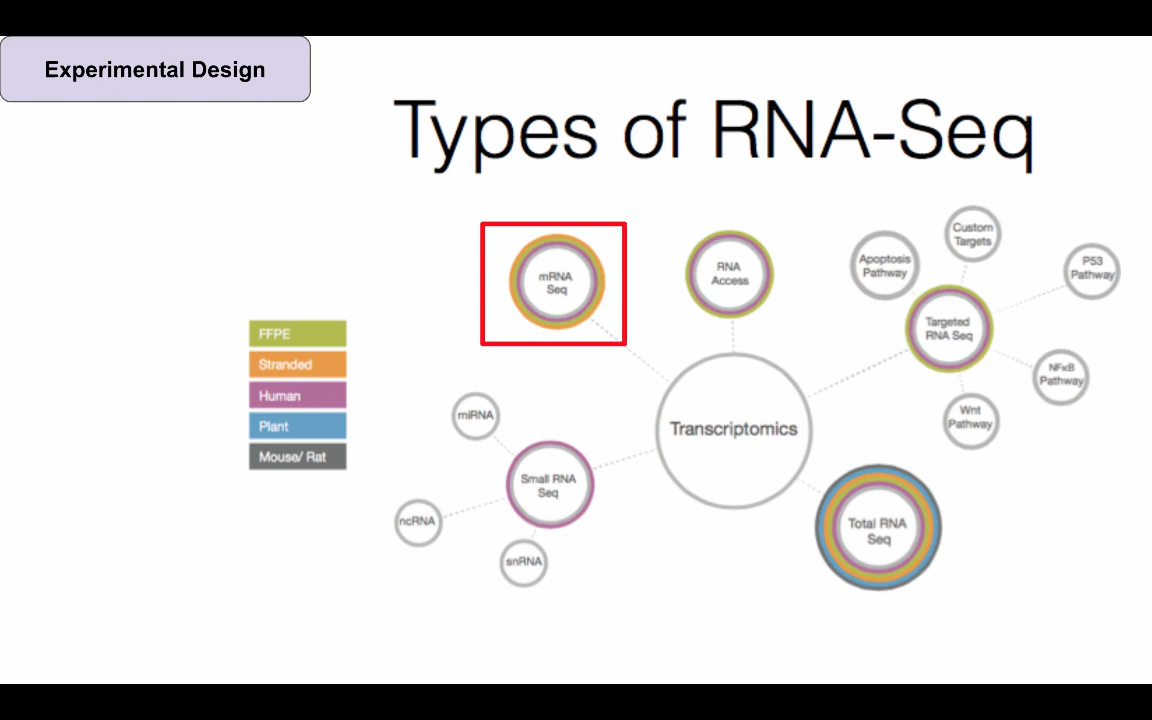 Experimental Design
Types of RNA-Seq
mRNA
Seq
RNA
Access
Custom
Targets
Apoptosis
Pathway
P53
Pathway
Targeted
RNA Seq
NFκB
Pathway
Wnt
Pathway
FFPE
Stranded
Human
Plant
Mouse/ Rat
Transcriptomics
miRNA
Small RNA
Seq
ncRNA
snRNA
Total RNA
Seq